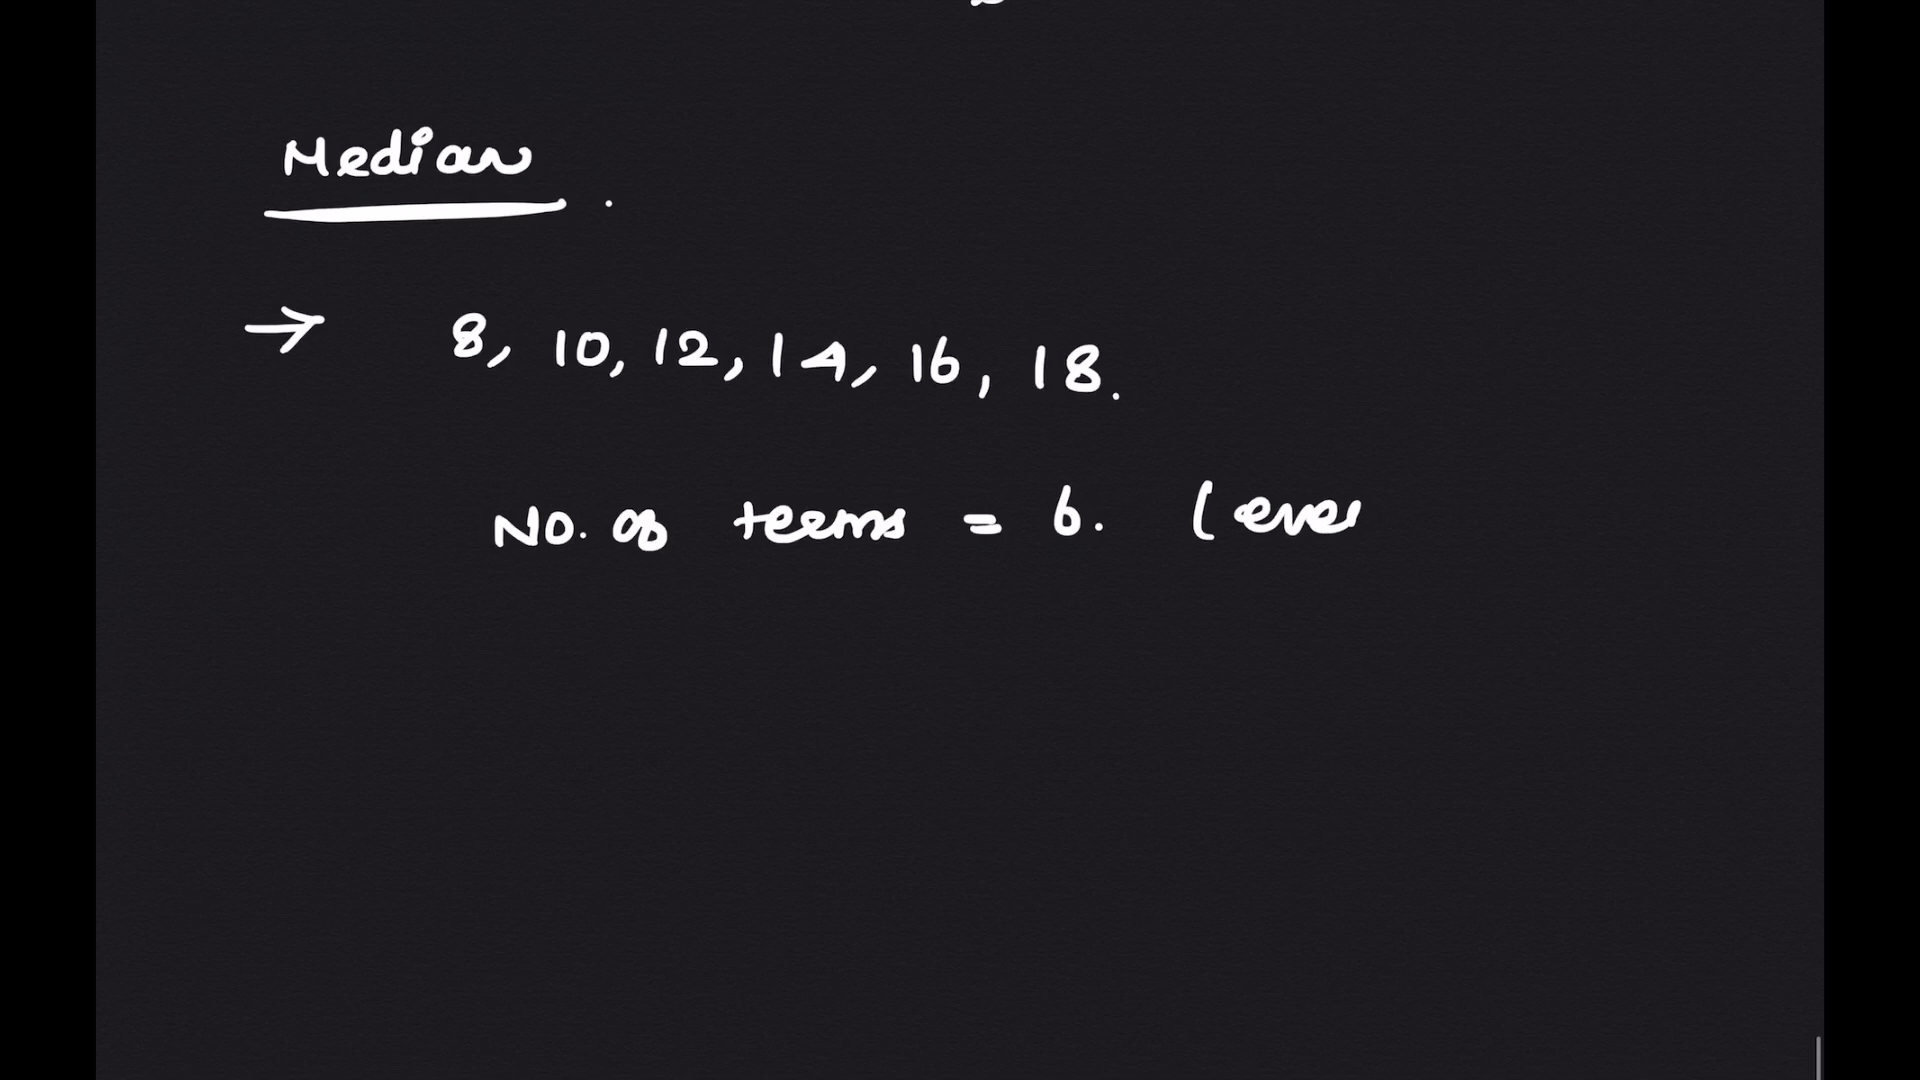 Median .
→ 8, 10, 12, 14, 16, 18.
No. of terms = 6. (even